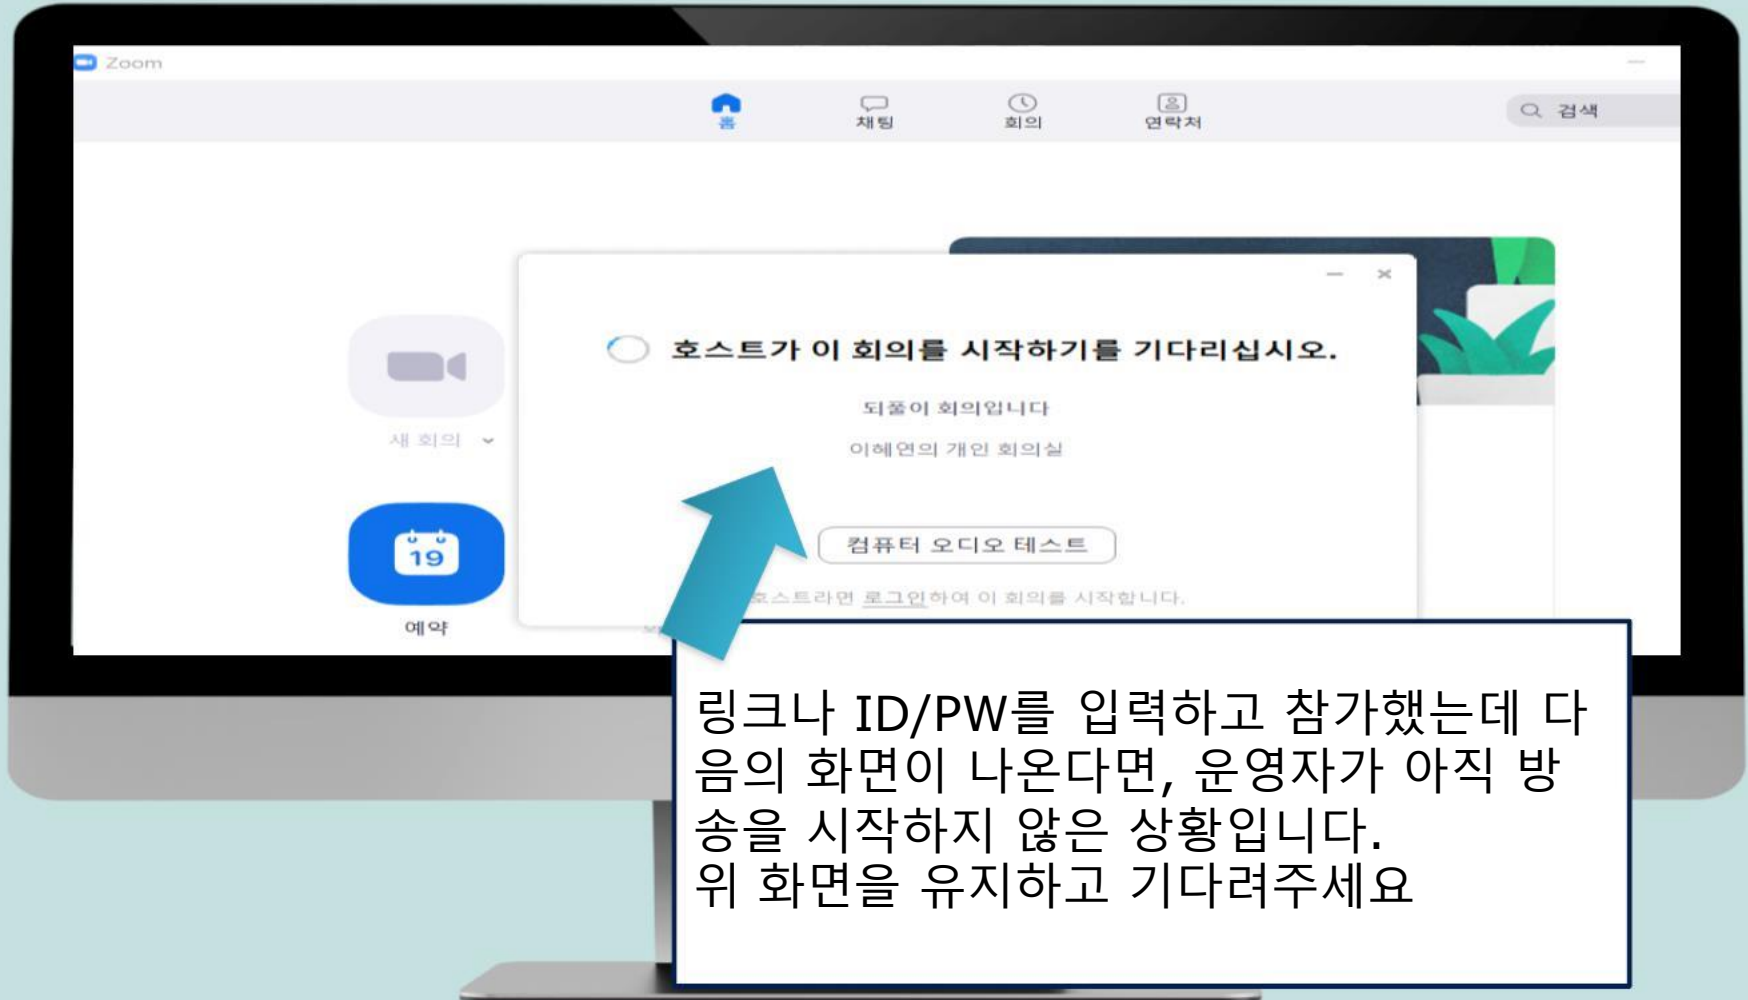 Zoom
홈
채팅
회의
연락처
검색
호스트가 이 회의를 시작하기를 기다리십시오.
되풀이 회의입니다
이혜연의 개인 회의실
새 회의
컴퓨터 오디오 테스트
19
호스트라면 로그인하여 이 회의를 시작합니다.
예약
링크나 ID/PW를 입력하고 참가했는데 다
음의 화면이 나온다면, 운영자가 아직 방
송을 시작하지 않은 상황입니다.
위 화면을 유지하고 기다려주세요